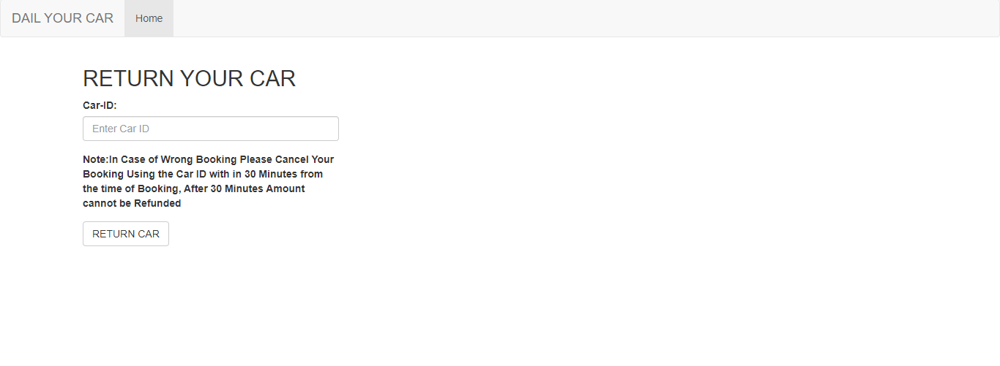 DAIL YOUR CAR Home
RETURN YOUR CAR
Car-ID:
Enter Car ID
Note:In Case of Wrong Booking Please Cancel Your
Booking Using the Car ID with in 30 Minutes from
the time of Booking, After 30 Minutes Amount
cannot be Refunded
RETURN CAR